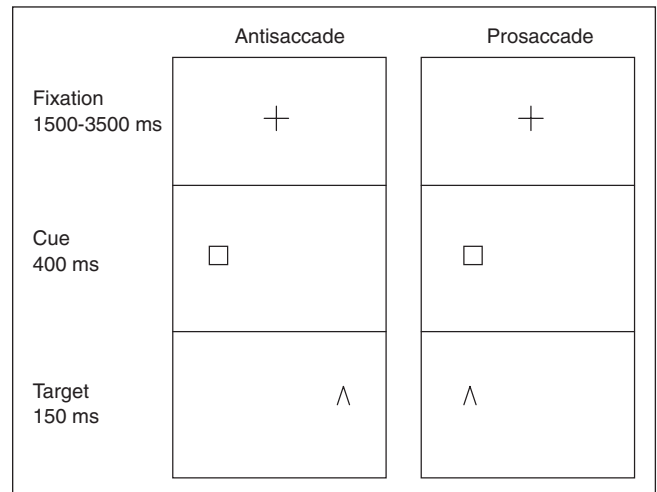 Antisaccade Prosaccade
Fixation
1500-3500 ms
Cue
400 ms
Target
150 ms